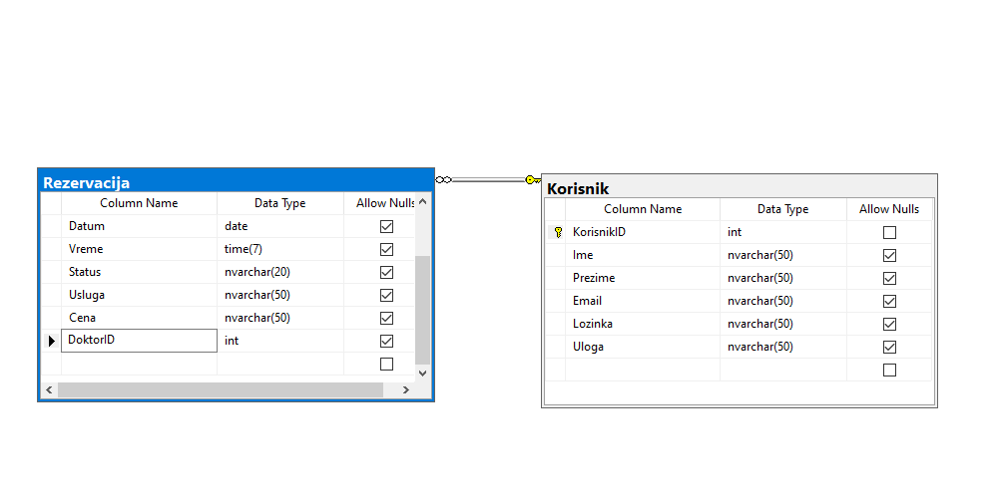 Rezervacija
Column Name Data Type Allow Nulls
Datum date
Vreme time(7)
Status nvarchar(20)
Usluga nvarchar(50)
Cena nvarchar(50)
DoktorID int
Korisnik
Column Name Data Type Allow Nulls
KorisnikID int
Ime nvarchar(50)
Prezime nvarchar(50)
Email nvarchar(50)
Lozinka nvarchar(50)
Uloga nvarchar(50)